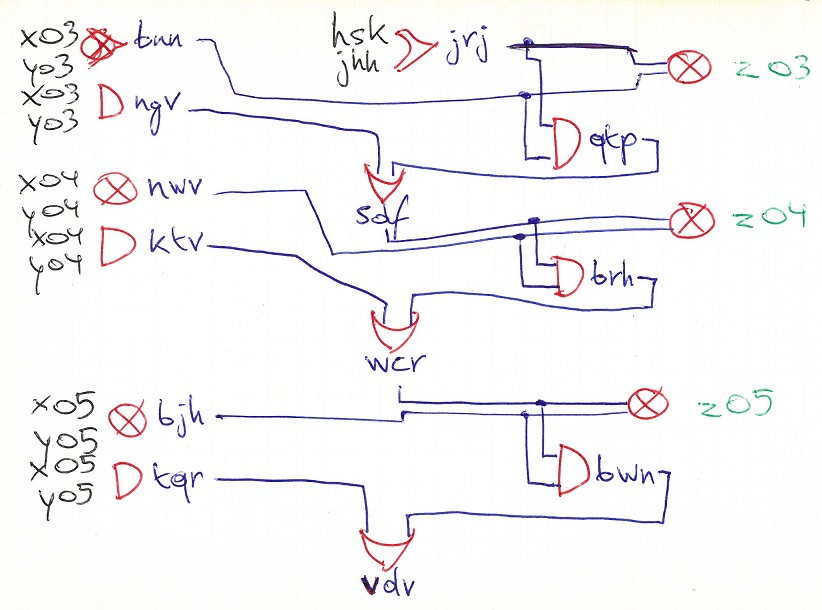 x03 tnn hsk jrj
y03 jhh z03
x03 ngv
y03 qtp
x04 nwv saf
y04 z04
x04 ktv
y04 brh
wcr
x05 bjh z05
y05
x05 tqr bwn
y05
vdv